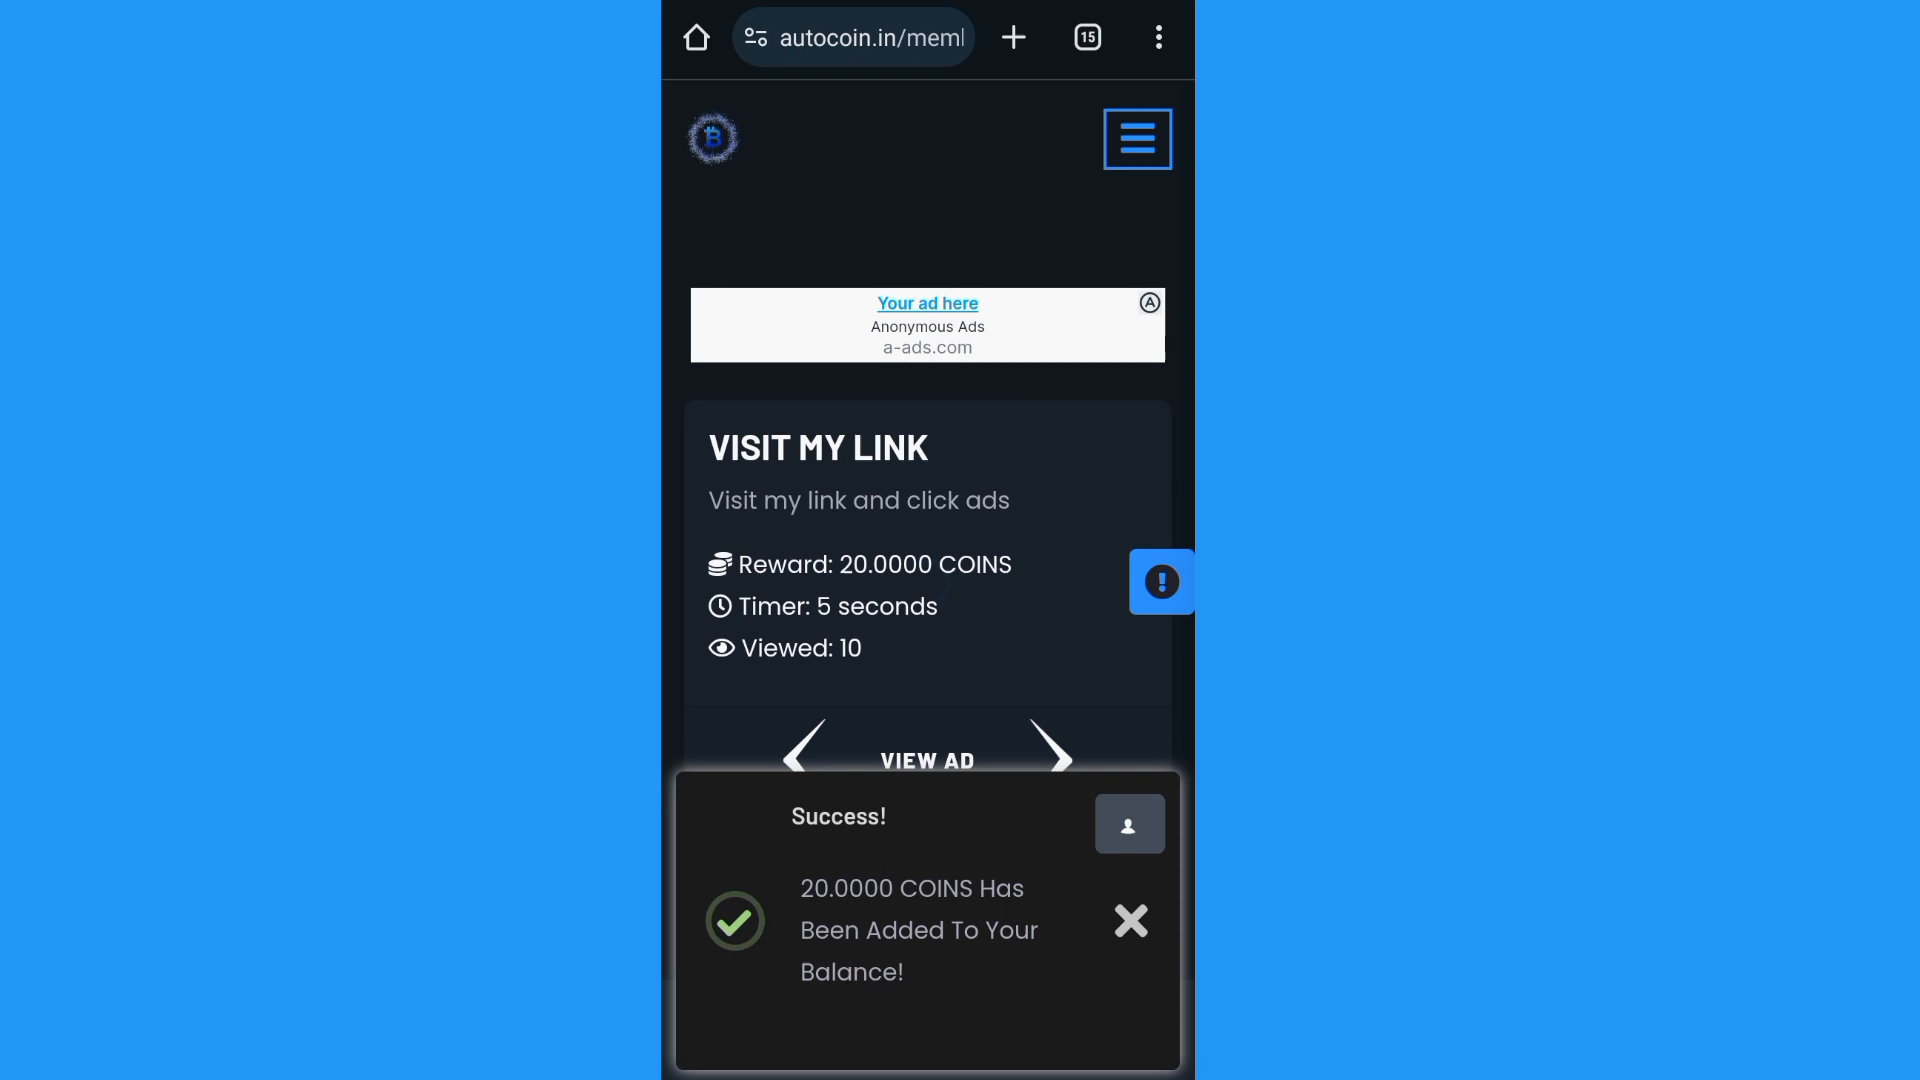 autocoin.in/mem
15
Your ad here
Anonymous Ads
a-ads.com
VISIT MY LINK
Visit my link and click ads
Reward: 20.0000 COINS
Timer: 5 seconds
Viewed: 10
VIEW AD
Success!
20.0000 COINS Has
Been Added To Your
Balance!